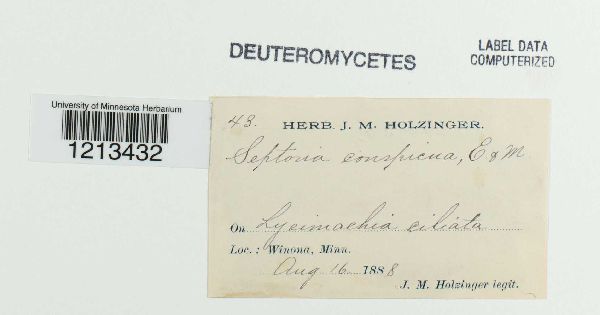 DEUTEROMYCETES
LABEL DATA
COMPUTERIZED
University of Minnesota Herbarium
1213432
43. HERB. J. M. HOLZINGER.
Septoria conspicua, E & M
On Lycimachia ciliata
Loc.: Winona, Minn.
Aug 16 1888
J. M. Holzinger legit.